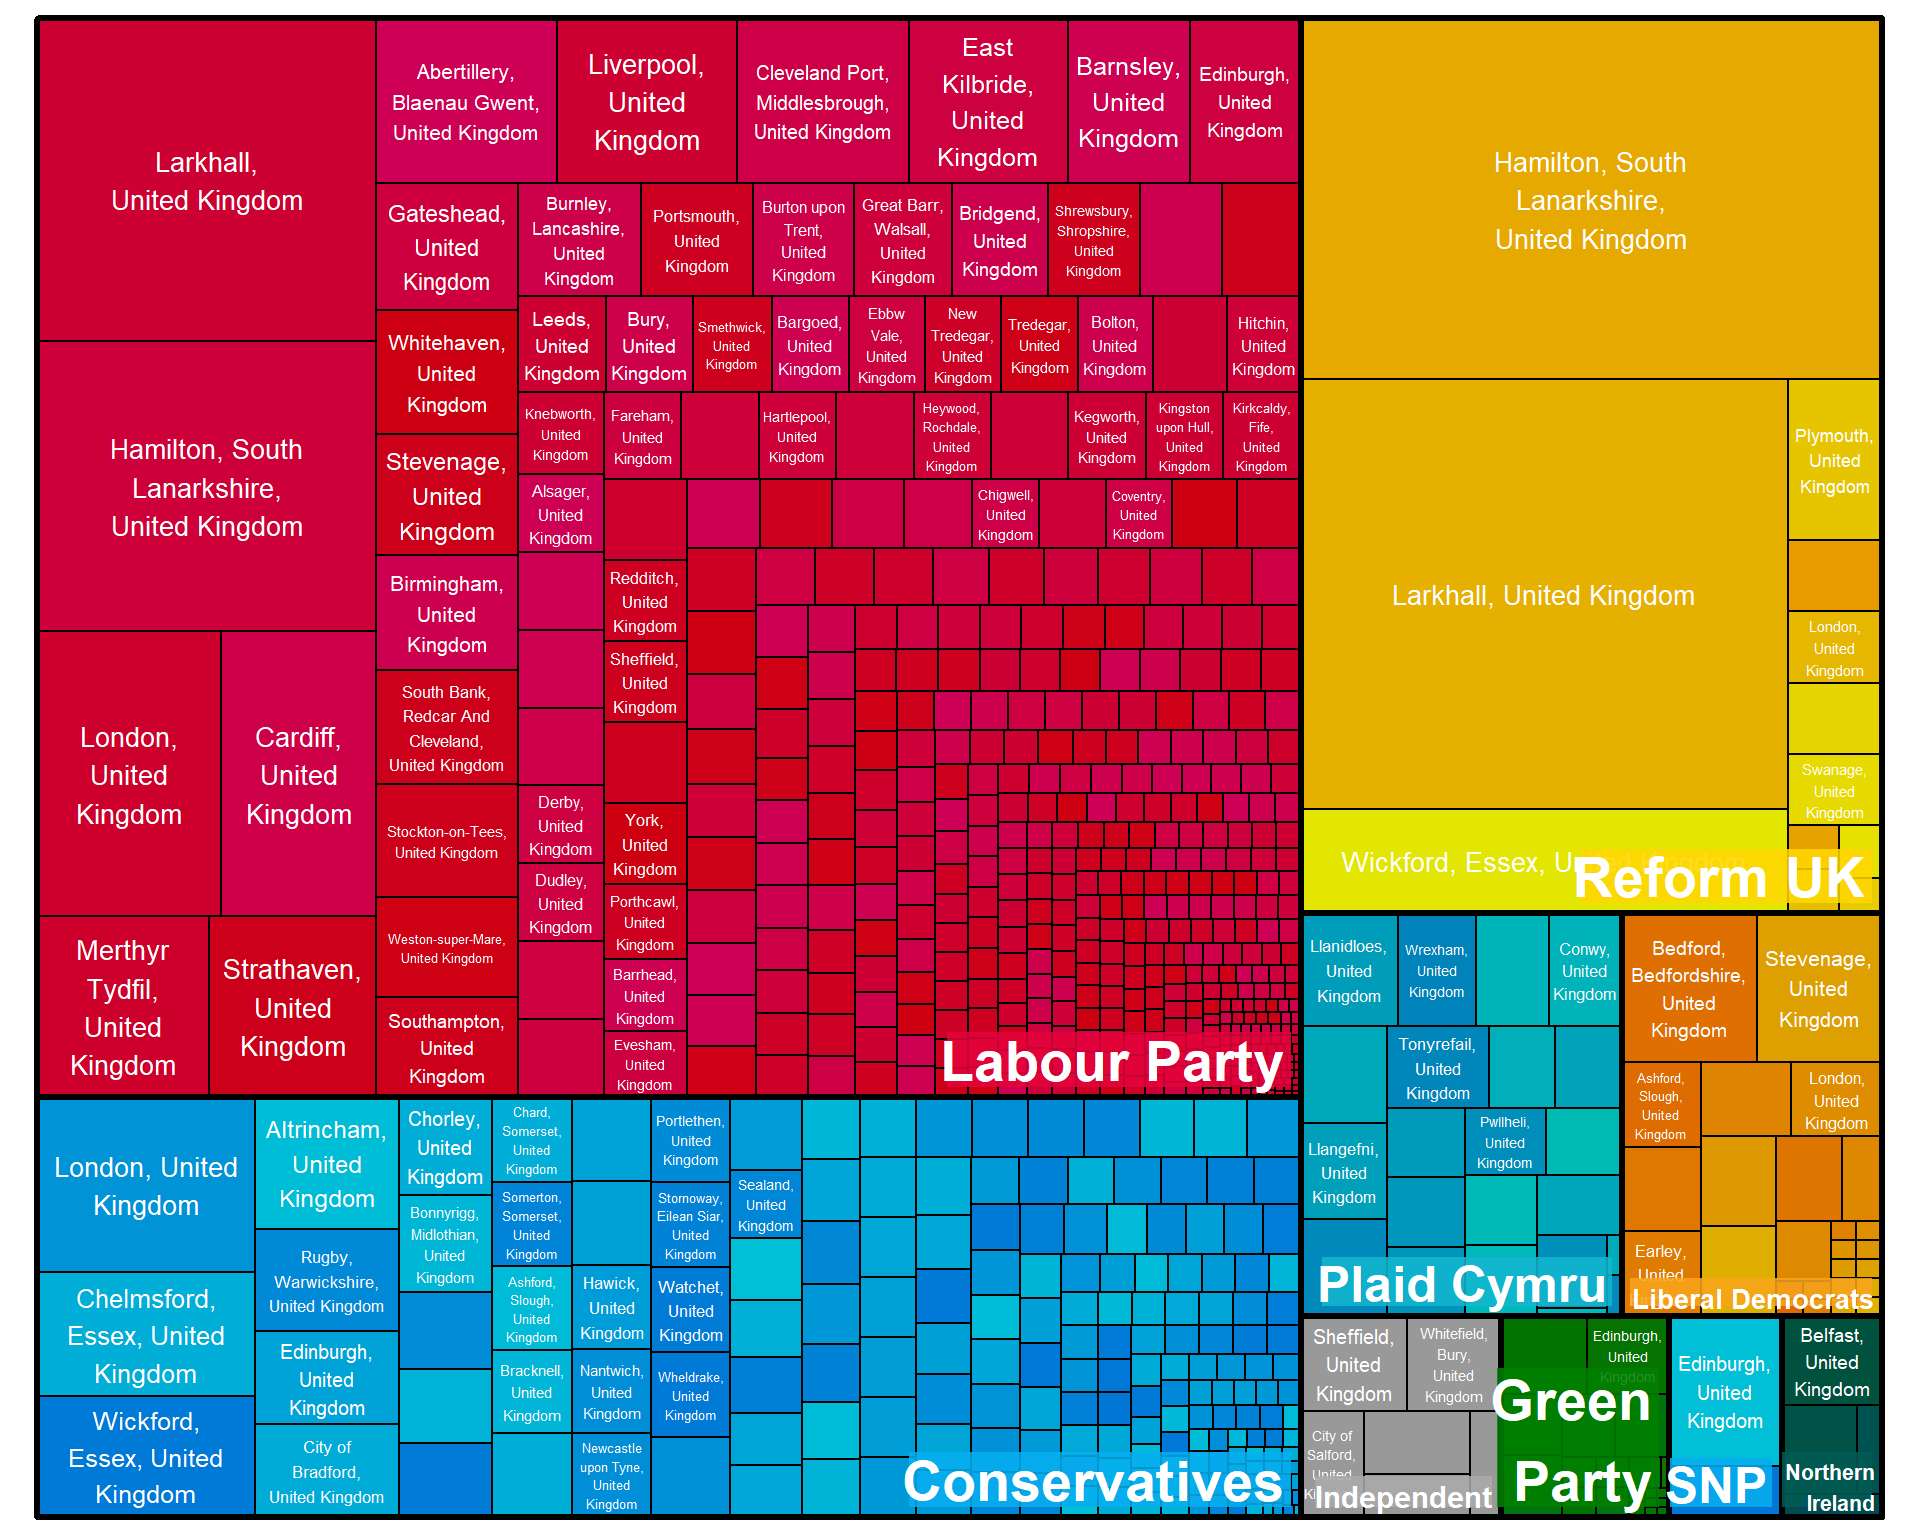 Larkhall,
United Kingdom
Hamilton, South
Lanarkshire,
United Kingdom
London,
United
Kingdom
Cardiff,
United
Kingdom
Merthyr
Tydfil,
United
Kingdom
Strathaven,
United
Kingdom
Abertillery,
Blaenau Gwent,
United Kingdom
Liverpool,
United
Kingdom
Cleveland Port,
Middlesbrough,
United Kingdom
East
Kilbride,
United
Kingdom
Barnsley,
United
Kingdom
Edinburgh,
United
Kingdom
Gateshead,
United
Kingdom
Whitehaven,
United
Kingdom
Stevenage,
United
Kingdom
Birmingham,
United
Kingdom
South Bank,
Redcar And
Cleveland,
United Kingdom
Stockton-on-Tees,
United Kingdom
Weston-super-Mare,
United Kingdom
Southampton,
United
Kingdom
Burnley,
Lancashire,
United
Kingdom
Portsmouth,
United
Kingdom
Burton upon
Trent,
United
Kingdom
Great Barr,
Walsall,
United
Kingdom
Bridgend,
United
Kingdom
Shrewsbury,
Shropshire,
United
Kingdom
Leeds,
United
Kingdom
Bury,
United
Kingdom
Smethwick,
United
Kingdom
Bargoed,
United
Kingdom
Ebbw
Vale,
United
Kingdom
New
Tredegar,
United
Kingdom
Tredegar,
United
Kingdom
Bolton,
United
Kingdom
Hitchin,
United
Kingdom
Knebworth,
United
Kingdom
Fareham,
United
Kingdom
Hartlepool,
United
Kingdom
Heywood,
Rochdale,
United
Kingdom
Kegworth,
United
Kingdom
Kingston
upon Hull,
United
Kingdom
Kirkcaldy,
Fife,
United
Kingdom
Alsager,
United
Kingdom
Chigwell,
United
Kingdom
Coventry,
United
Kingdom
Redditch,
United
Kingdom
Sheffield,
United
Kingdom
Derby,
United
Kingdom
York,
United
Kingdom
Dudley,
United
Kingdom
Porthcawl,
United
Kingdom
Barrhead,
United
Kingdom
Evesham,
United
Kingdom
Labour Party
Hamilton, South
Lanarkshire,
United Kingdom
Larkhall, United Kingdom
Plymouth,
United
Kingdom
London,
United
Kingdom
Swanage,
United
Kingdom
Wickford, Essex, United Kingdom
Reform UK
London, United
Kingdom
Chelmsford,
Essex, United
Kingdom
Wickford,
Essex, United
Kingdom
Altrincham,
United
Kingdom
Rugby,
Warwickshire,
United Kingdom
Edinburgh,
United
Kingdom
City of
Bradford,
United Kingdom
Chorley,
United
Kingdom
Bonnyrigg,
Midlothian,
United
Kingdom
Chard,
Somerset,
United
Kingdom
Somerton,
Somerset,
United
Kingdom
Ashford,
Slough,
United
Kingdom
Bracknell,
United
Kingdom
Hawick,
United
Kingdom
Nantwich,
United
Kingdom
Newcastle
upon Tyne,
United
Kingdom
Portlethen,
United
Kingdom
Stornoway,
Eilean Siar,
United
Kingdom
Watchet,
United
Kingdom
Wheldrake,
United
Kingdom
Sealand,
United
Kingdom
Conservatives
Llanidloes,
United
Kingdom
Wrexham,
United
Kingdom
Conwy,
United
Kingdom
Tonyrefail,
United
Kingdom
Llangefni,
United
Kingdom
Pwllheli,
United
Kingdom
Plaid Cymru
Bedford,
Bedfordshire,
United
Kingdom
Stevenage,
United
Kingdom
Ashford,
Slough,
United
Kingdom
London,
United
Kingdom
Earley,
United
Liberal Democrats
Sheffield,
United
Kingdom
Whitefield,
Bury,
United
Kingdom
City of
Salford,
United
Independent
Edinburgh,
United
Kingdom
Green
Party
Edinburgh,
United
Kingdom
SNP
Belfast,
United
Kingdom
Northern
Ireland